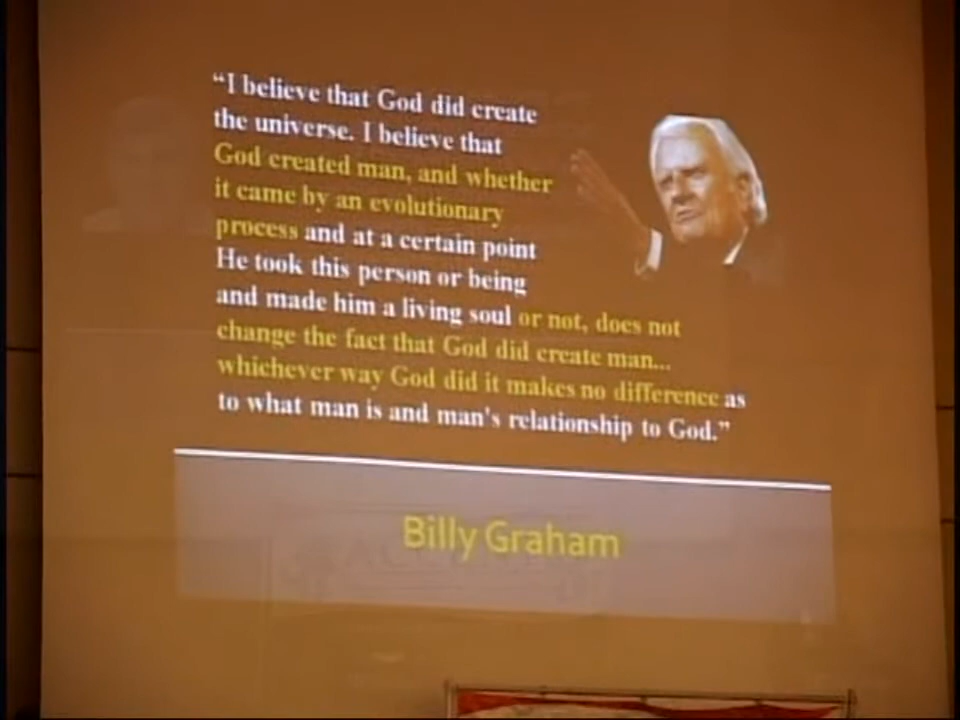 “I believe that God did create
the universe. I believe that
God created man, and whether
it came by an evolutionary
process and at a certain point
He took this person or being
and made him a living soul or not, does not
change the fact that God did create man...
whichever way God did it makes no difference as
to what man is and man's relationship to God.”
Billy Graham